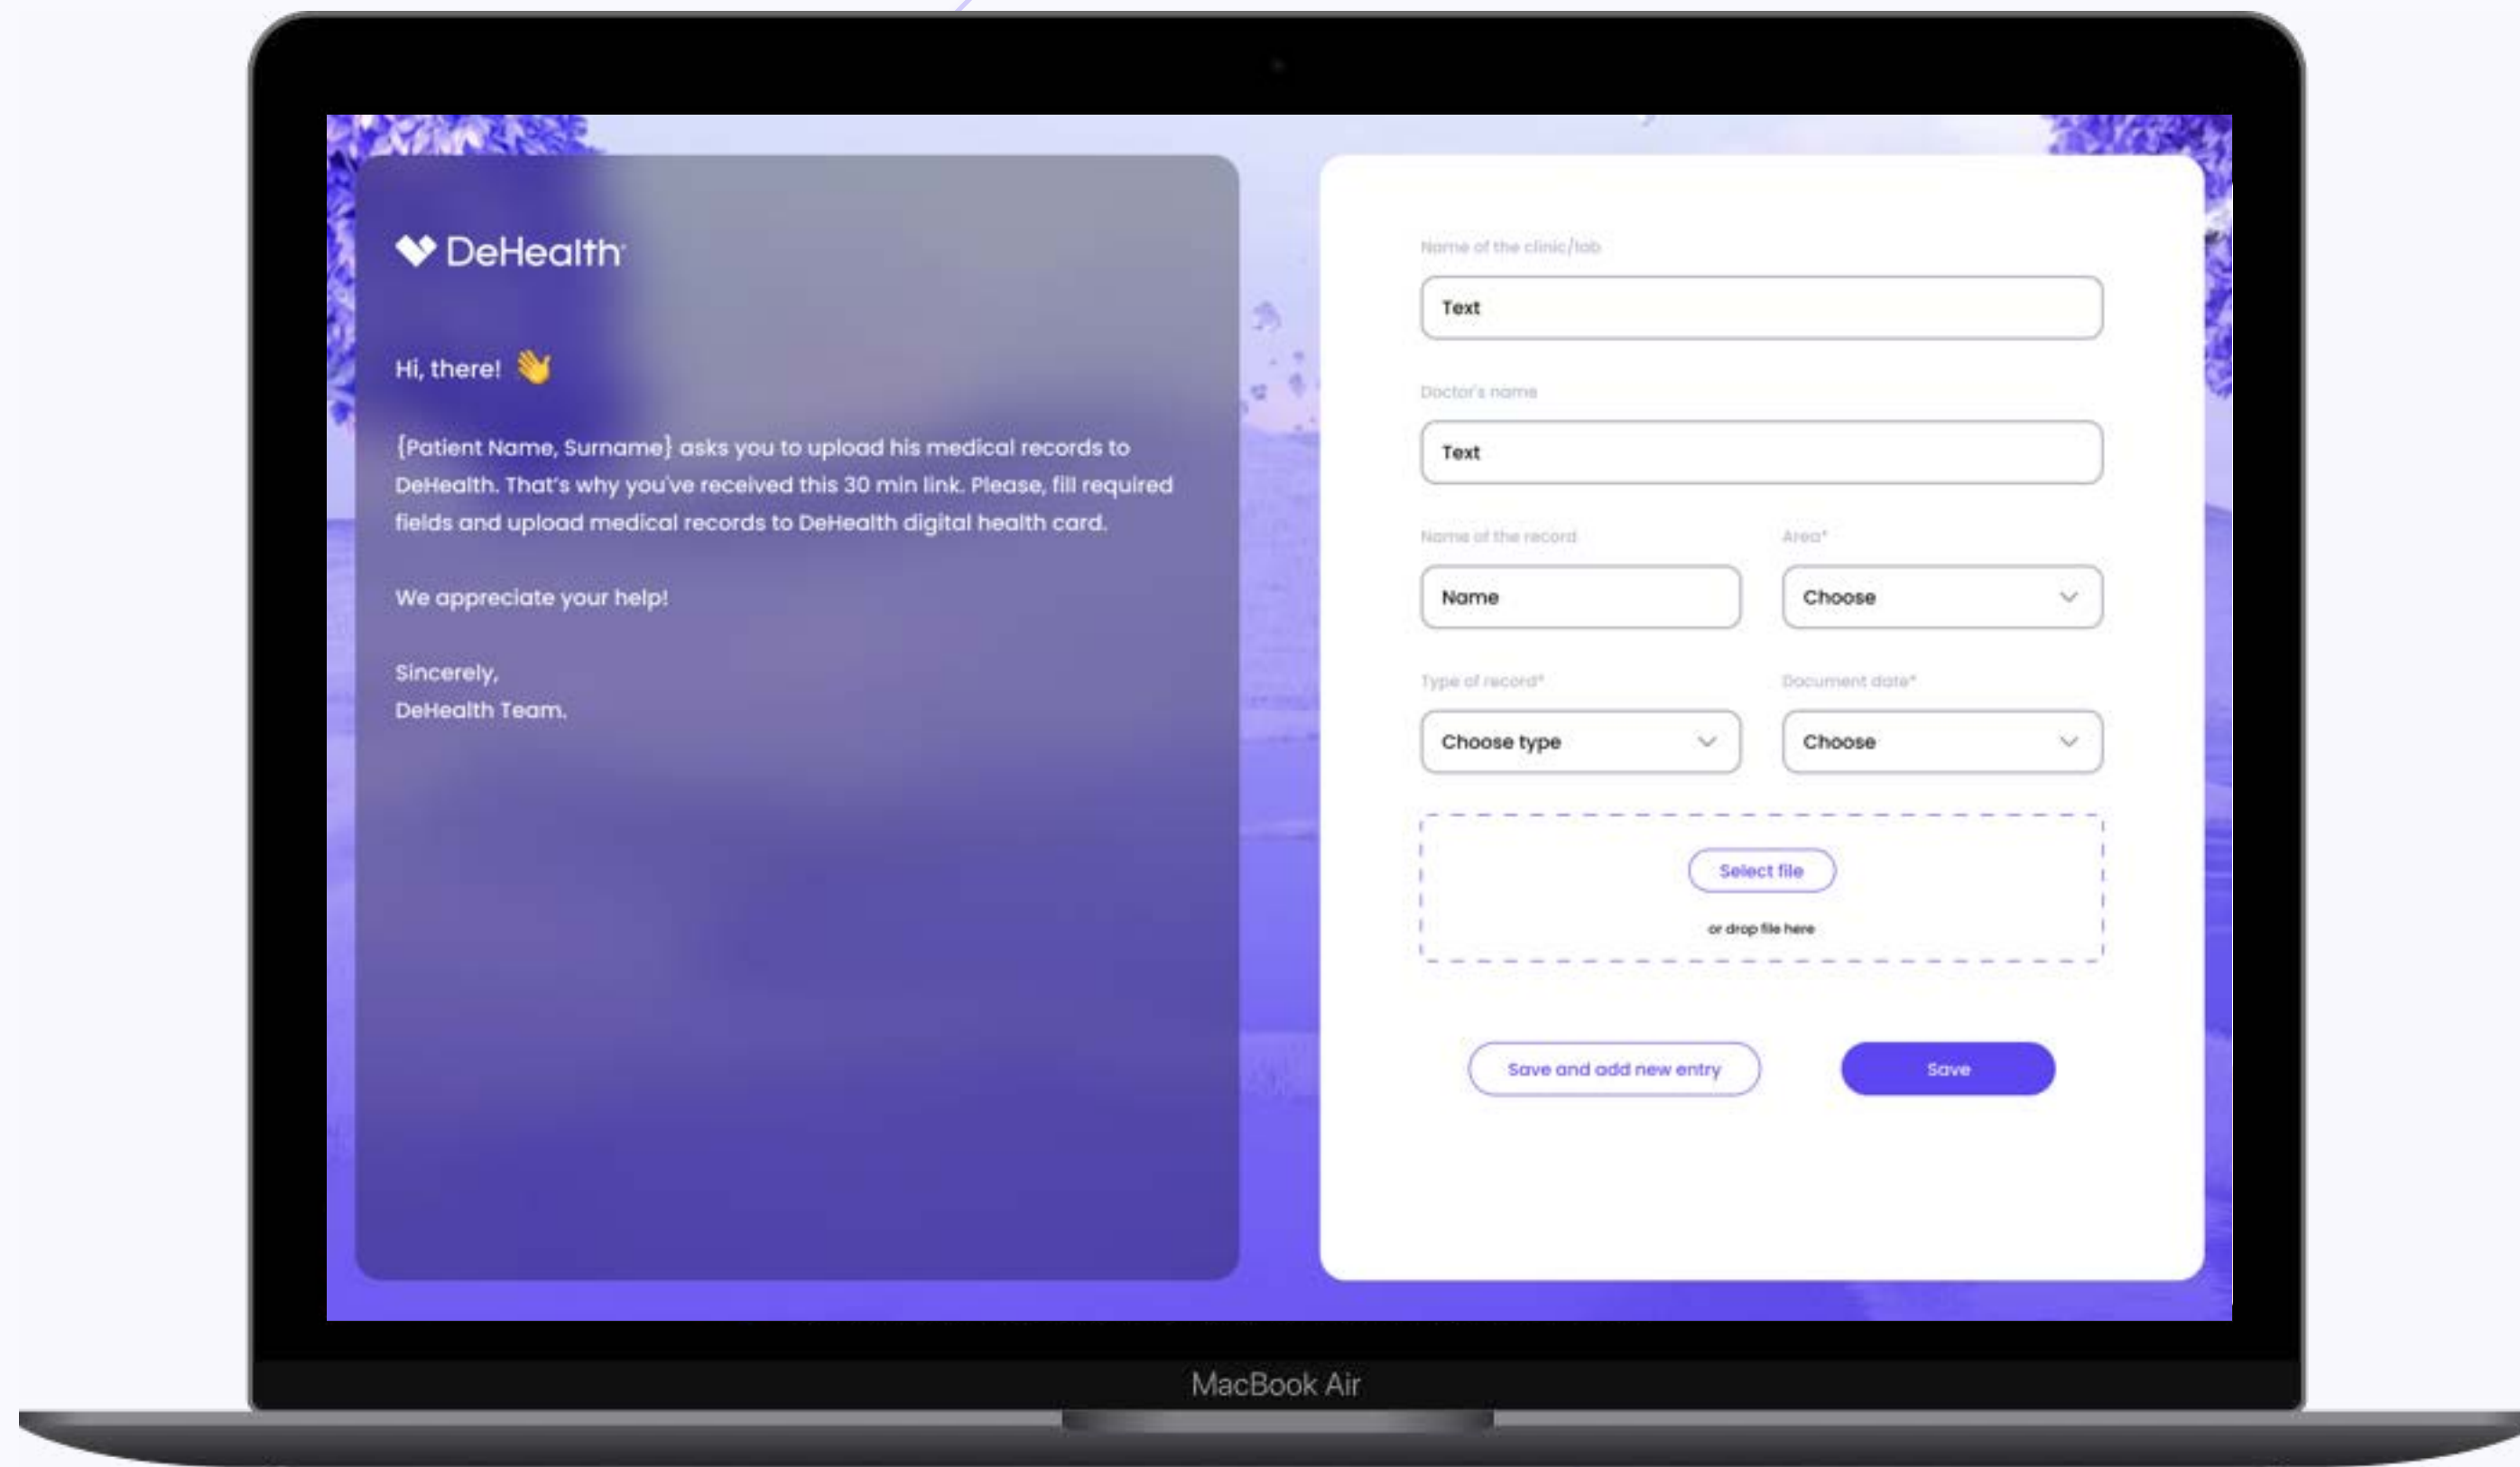 DeHealth
Hi, there! 👋
{Patient Name, Surname} asks you to upload his medical records to
DeHealth. That's why you've received this 30 min link. Please, fill required
fields and upload medical records to DeHealth digital health card.
We appreciate your help!
Sincerely,
DeHealth Team.
Name of the clinic/lab
Text
Doctor's name
Text
Name of the record
Area*
Name
Choose
Type of record*
Document date*
Choose type
Choose
Select file
or drop file here
Save and add new entry
Save
MacBook Air